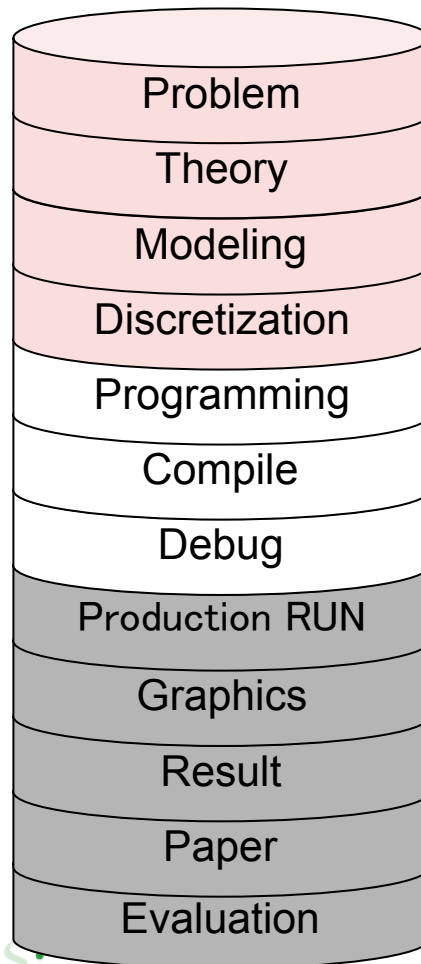 Problem
Theory
Modeling
Discretization
Programming
Compile
Debug
Production RUN
Graphics
Result
Paper
Evaluation